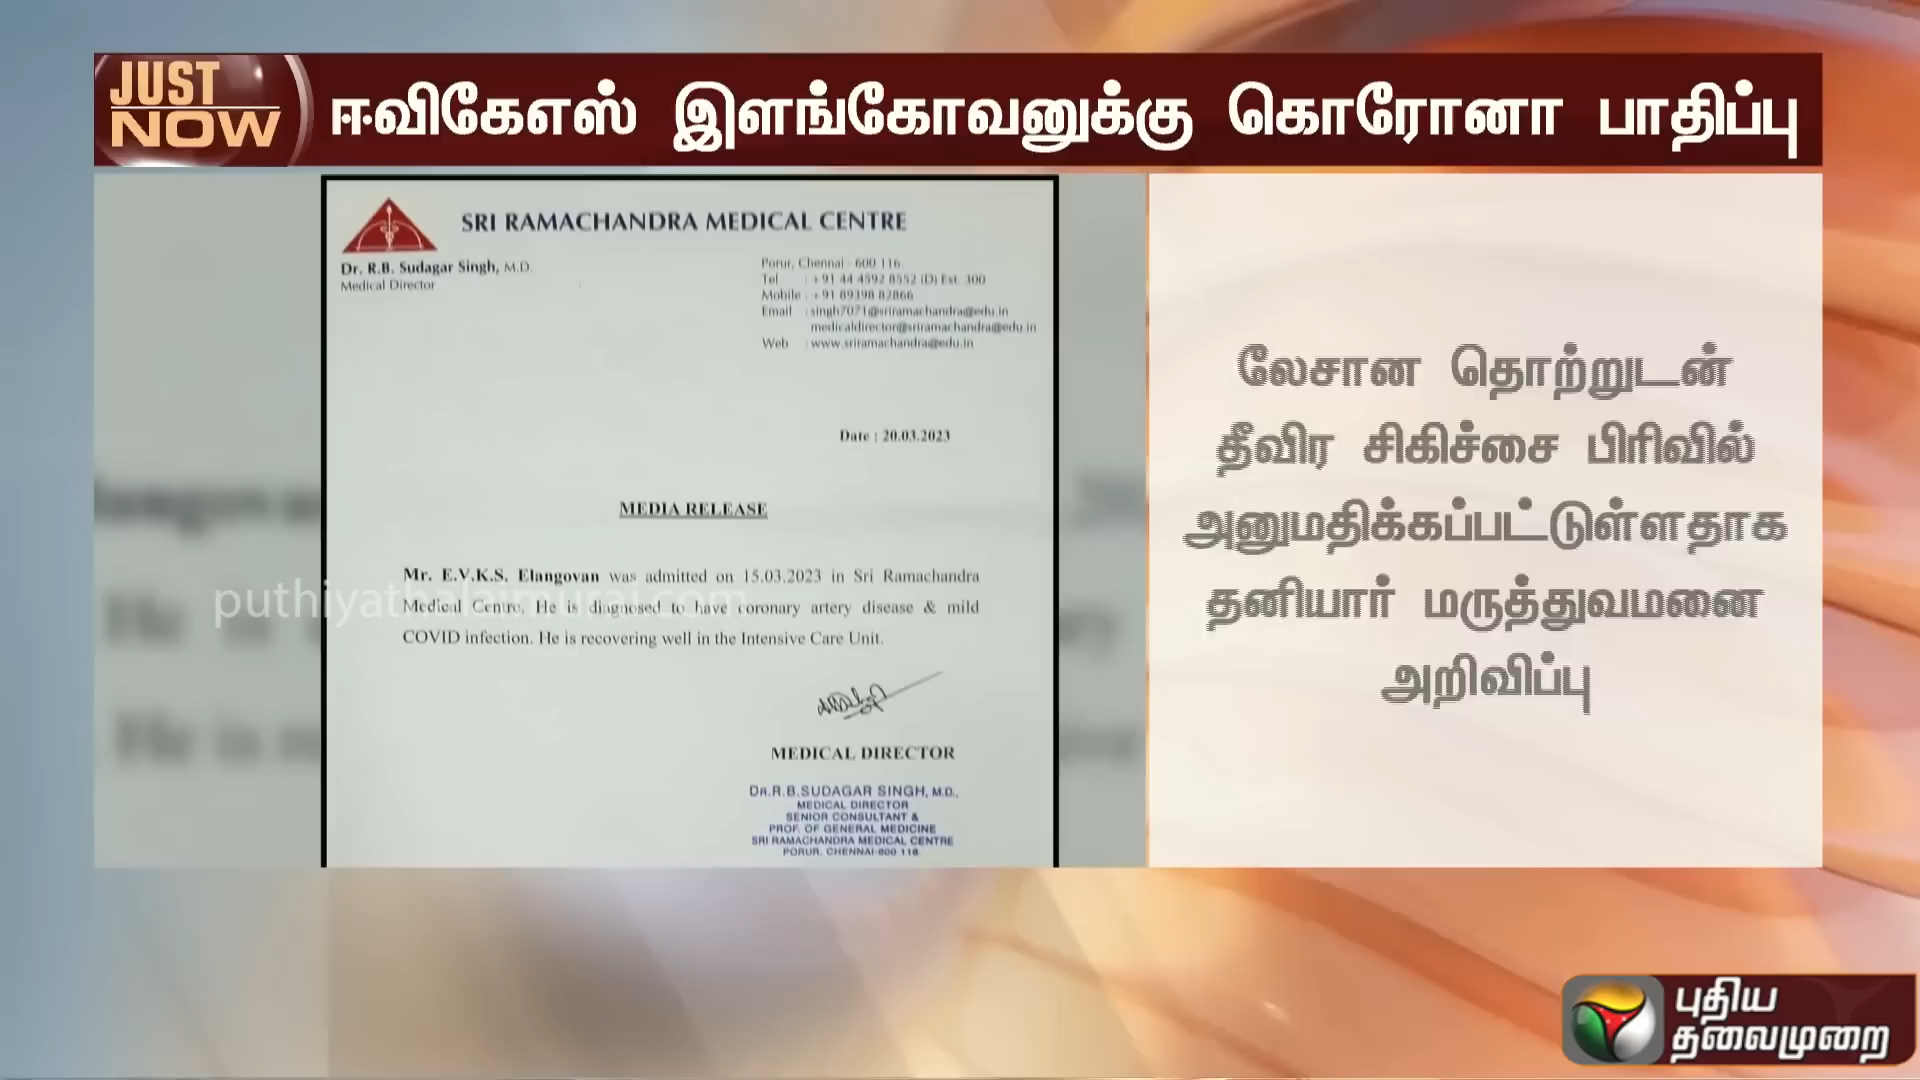 JUST
NOW
ஈவிகேஎஸ் இளங்கோவனுக்கு கொரோனா பாதிப்பு
SRI RAMACHANDRA MEDICAL CENTRE
Dr. R.B. Sudagar Singh, M.D.
Medical Director
Porur, Chennai - 600 116.
Tel : +91 44 4592 8552 (D) Ext. 300
Mobile : +91 89398 82866
Email : singh7071@sriramachandra@edu.in
medicaldirector@sriramachandra@edu.in
Web : www.sriramachandra@edu.in
Date : 20.03.2023
MEDIA RELEASE
Mr. E.V.K.S. Elangovan was admitted on 15.03.2023 in Sri Ramachandra
Medical Centre. He is diagnosed to have coronary artery disease & mild
COVID infection. He is recovering well in the Intensive Care Unit.
MEDICAL DIRECTOR
DR.R.B.SUDAGAR SINGH, M.D.,
MEDICAL DIRECTOR
SENIOR CONSULTANT &
PROF. OF GENERAL MEDICINE
SRI RAMACHANDRA MEDICAL CENTRE
PORUR, CHENNAI-600 116.
puthiyathalaimurai.com
லேசான தொற்றுடன்
தீவிர சிகிச்சை பிரிவில்
அனுமதிக்கப்பட்டுள்ளதாக
தனியார் மருத்துவமனை
அறிவிப்பு
புதிய
தலைமுறை